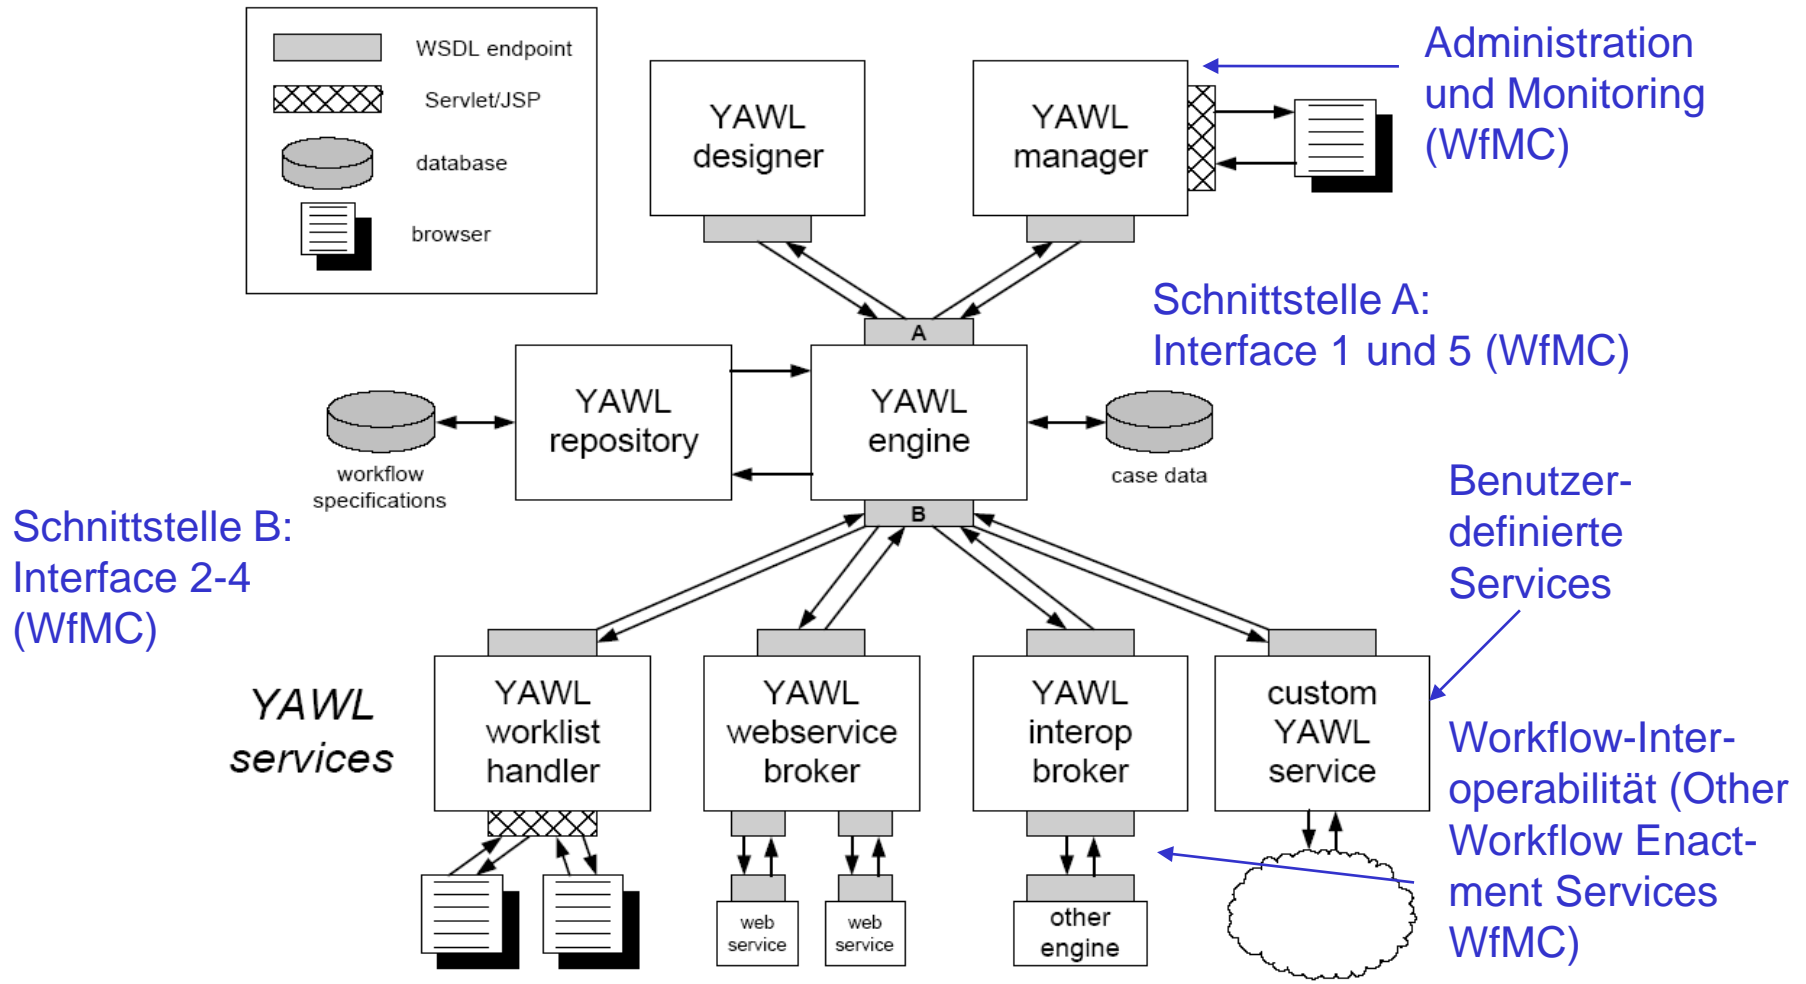 WSDL endpoint
Servlet/JSP
database
browser
YAWL
designer
YAWL
manager
Administration
und Monitoring
(WfMC)
Schnittstelle A:
Interface 1 und 5 (WfMC)
A
YAWL
repository
YAWL
engine
workflow
specifications
case data
B
Schnittstelle B:
Interface 2-4
(WfMC)
Benutzer-
definierte
Services
YAWL
services
YAWL
worklist
handler
YAWL
webservice
broker
YAWL
interop
broker
custom
YAWL
service
Workflow-Inter-
operabilität (Other
Workflow Enact-
ment Services
WfMC)
web
service
web
service
other
engine